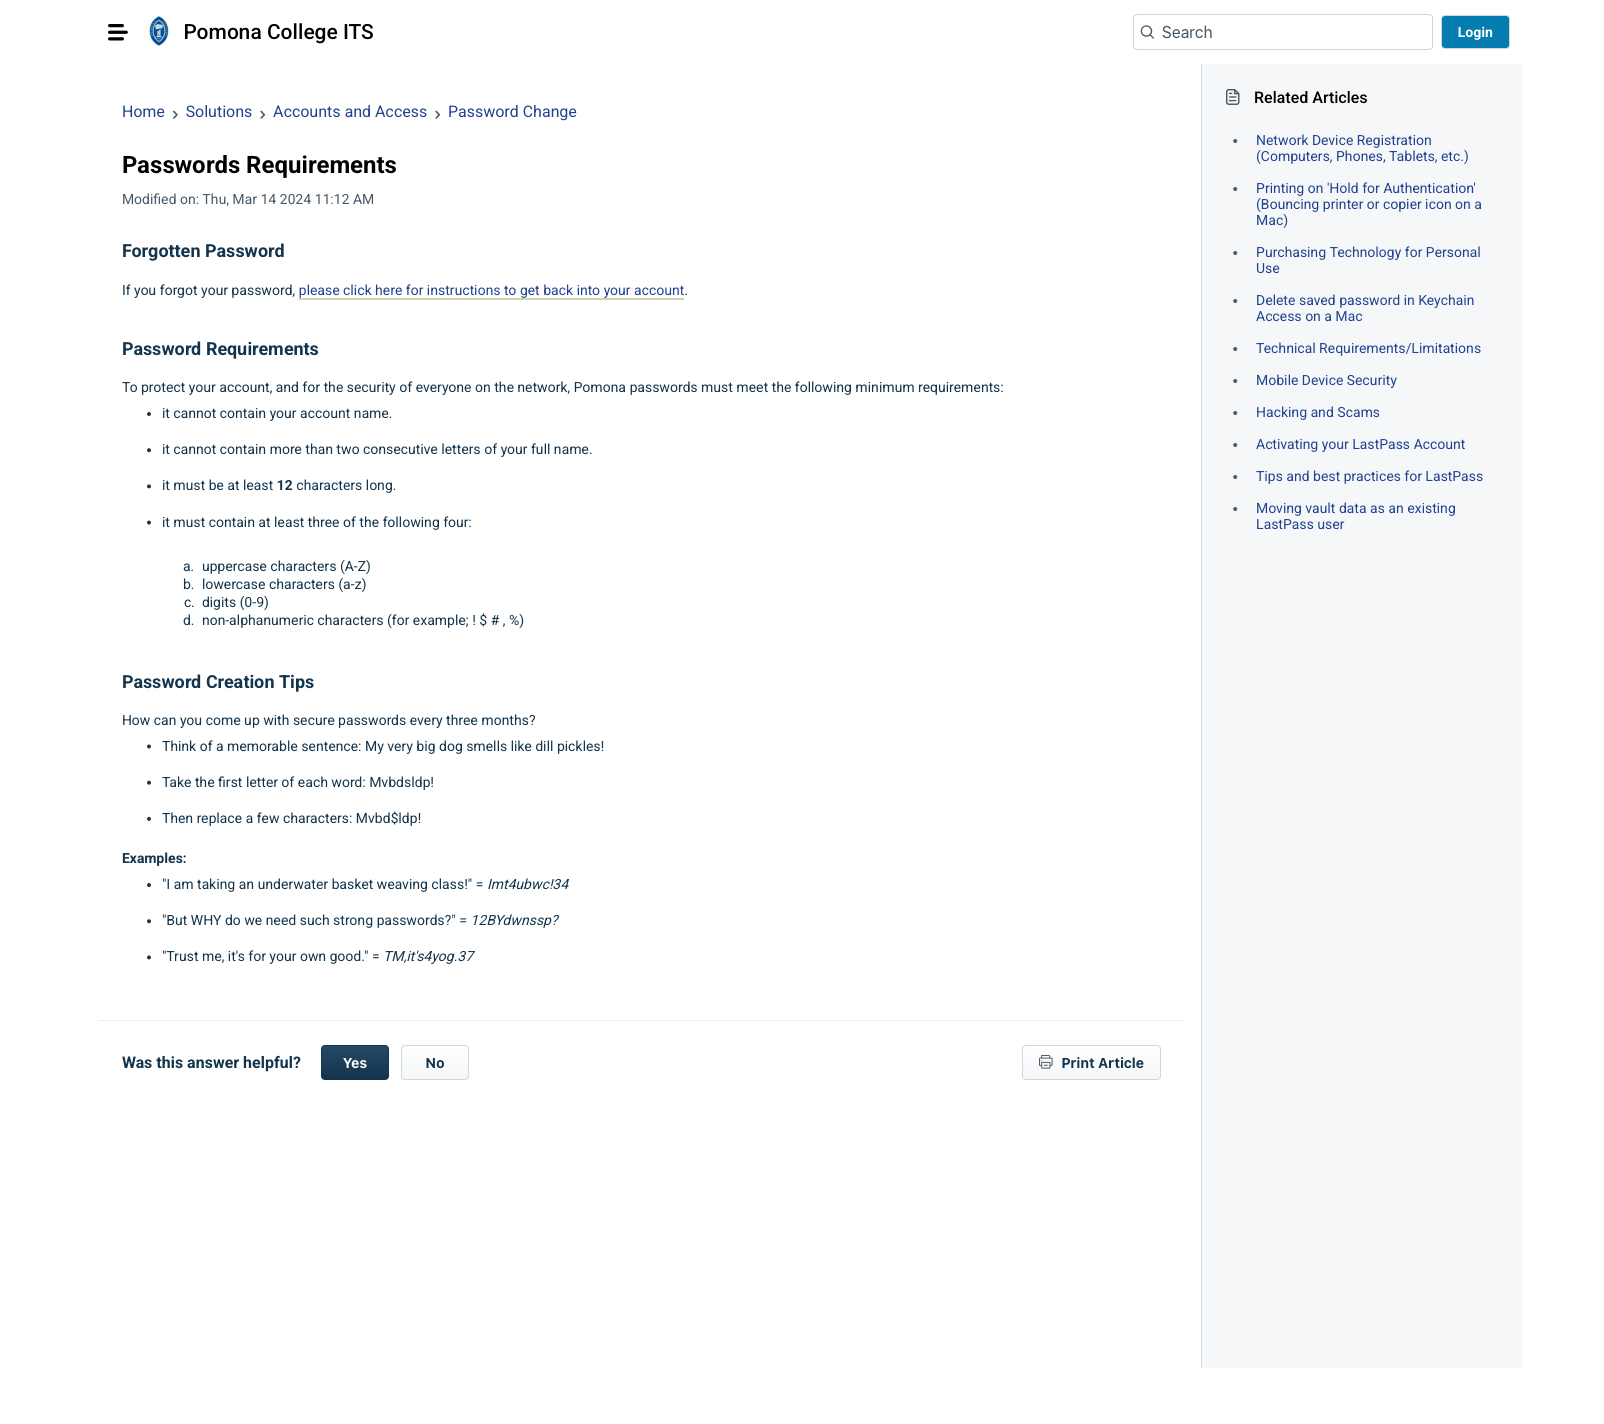 Pomona College ITS
Search
Login
Home › Solutions › Accounts and Access › Password Change
Passwords Requirements
Modified on: Thu, Mar 14 2024 11:12 AM
Forgotten Password
If you forgot your password, please click here for instructions to get back into your account.
Password Requirements
To protect your account, and for the security of everyone on the network, Pomona passwords must meet the following minimum requirements:
• it cannot contain your account name.
• it cannot contain more than two consecutive letters of your full name.
• it must be at least 12 characters long.
• it must contain at least three of the following four:
a. uppercase characters (A-Z)
b. lowercase characters (a-z)
c. digits (0-9)
d. non-alphanumeric characters (for example; ! $ # , %)
Password Creation Tips
How can you come up with secure passwords every three months?
• Think of a memorable sentence: My very big dog smells like dill pickles!
• Take the first letter of each word: Mvbdsldp!
• Then replace a few characters: Mvbd$ldp!
Examples:
• "I am taking an underwater basket weaving class!" = Imt4ubwc!34
• "But WHY do we need such strong passwords?" = 12BYdwnssp?
• "Trust me, it's for your own good." = TM,it's4yog.37
Was this answer helpful?
Yes
No
Print Article
Related Articles
• Network Device Registration
(Computers, Phones, Tablets, etc.)
• Printing on 'Hold for Authentication'
(Bouncing printer or copier icon on a
Mac)
• Purchasing Technology for Personal
Use
• Delete saved password in Keychain
Access on a Mac
• Technical Requirements/Limitations
• Mobile Device Security
• Hacking and Scams
• Activating your LastPass Account
• Tips and best practices for LastPass
• Moving vault data as an existing
LastPass user